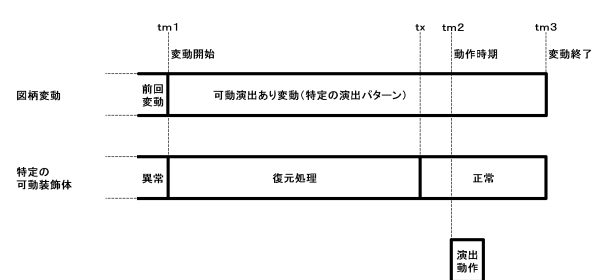 tm1
tx
tm2
tm3
変動開始
動作時期
変動終了
図柄変動
前回
変動
可動演出あり変動(特定の演出パターン)
特定の
可動装飾体
異常
復元処理
正常
演出
動作